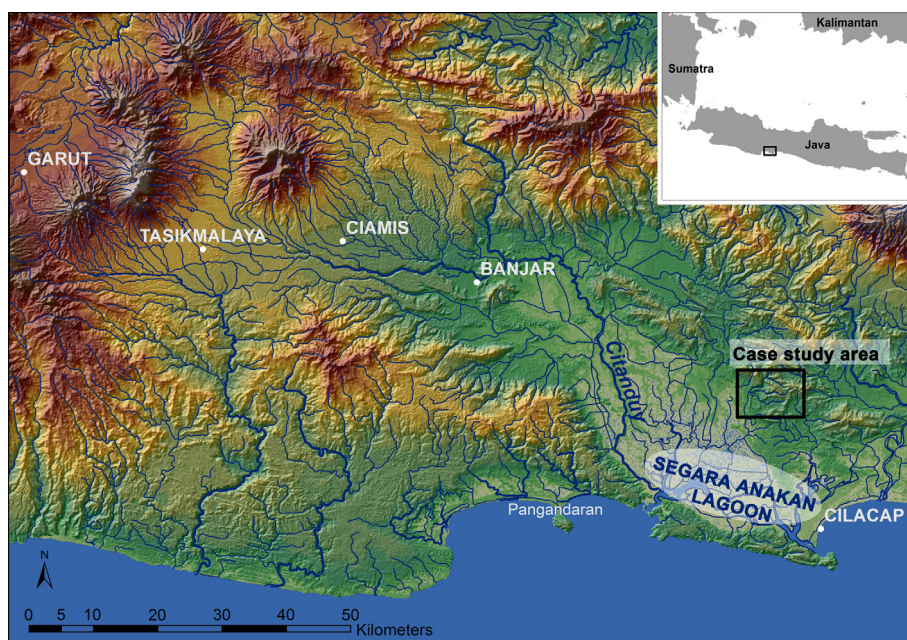 Kalimantan
Sumatra
Java
GARUT
TASIKMALAYA
CIAMIS
BANJAR
Citanduy
Case study area
SEGARA ANAKAN
LAGOON
Pangandaran
CILACAP
N
0 5 10 20 30 40 50
Kilometers